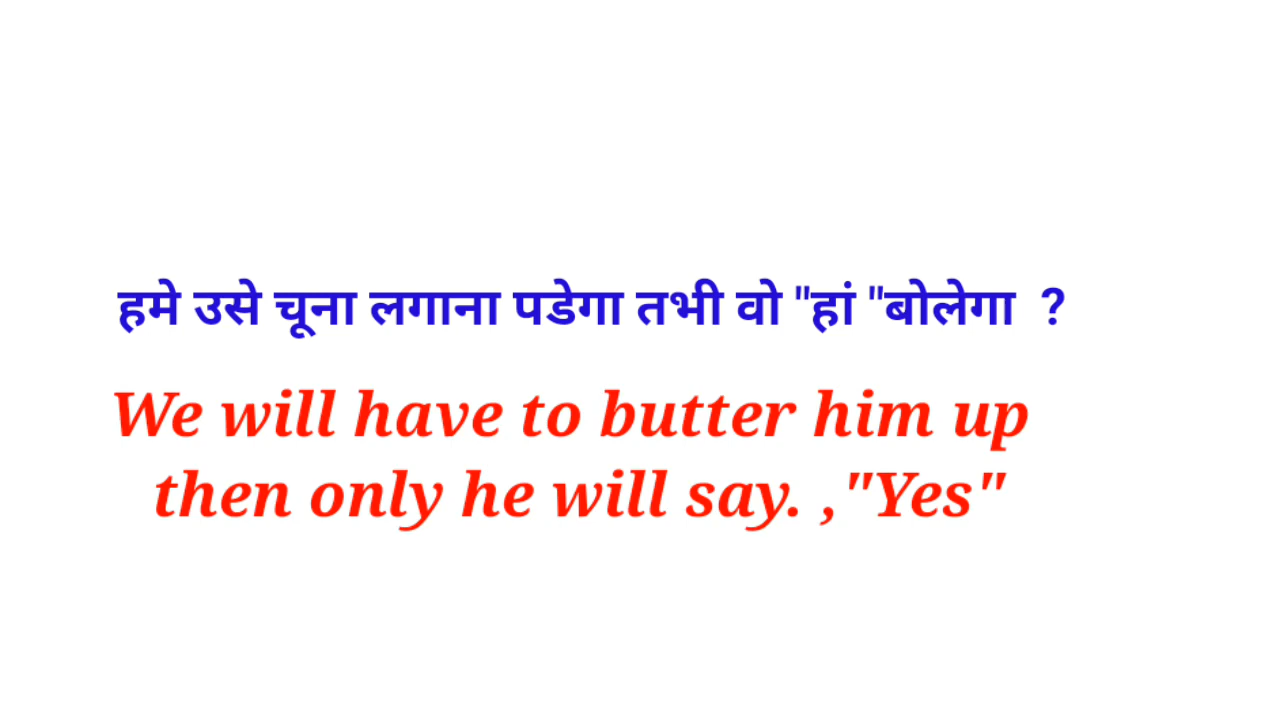 हमे उसे चूना लगाना पडेगा तभी वो "हां "बोलेगा  ?
We will have to butter him up
then only he will say. ,"Yes"